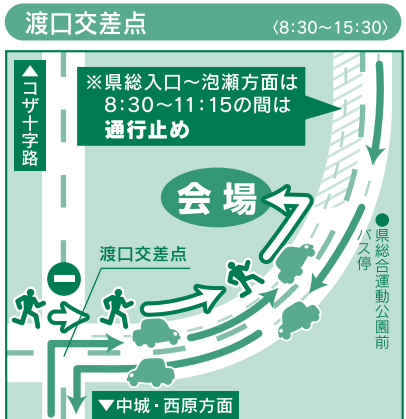 渡口交差点
〈8:30〜15:30〉
▲コザ十字路
※県総入口〜泡瀬方面は
8:30〜11:15の間は
通行止め
会場
渡口交差点
●県総合運動公園前
バス停
▼中城・西原方面